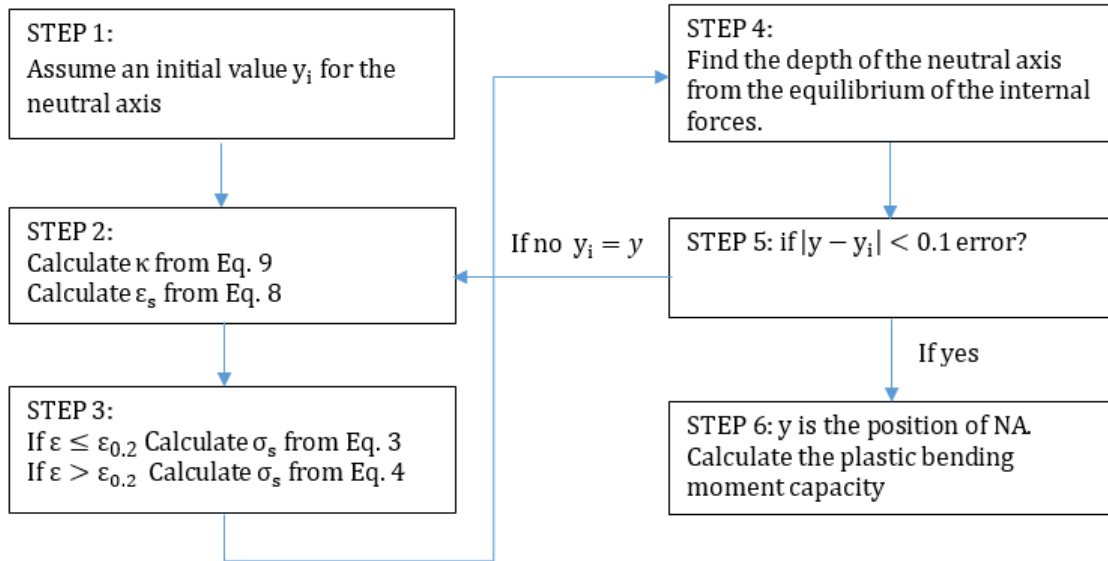 STEP 1:
Assume an initial value yᵢ for the
neutral axis
STEP 2:
Calculate κ from Eq. 9
Calculate εₛ from Eq. 8
STEP 3:
If ε ≤ ε₀.₂ Calculate σₛ from Eq. 3
If ε > ε₀.₂ Calculate σₛ from Eq. 4
STEP 4:
Find the depth of the neutral axis
from the equilibrium of the internal
forces.
STEP 5: if |y − yᵢ| < 0.1 error?
If no yᵢ = y
If yes
STEP 6: y is the position of NA.
Calculate the plastic bending
moment capacity